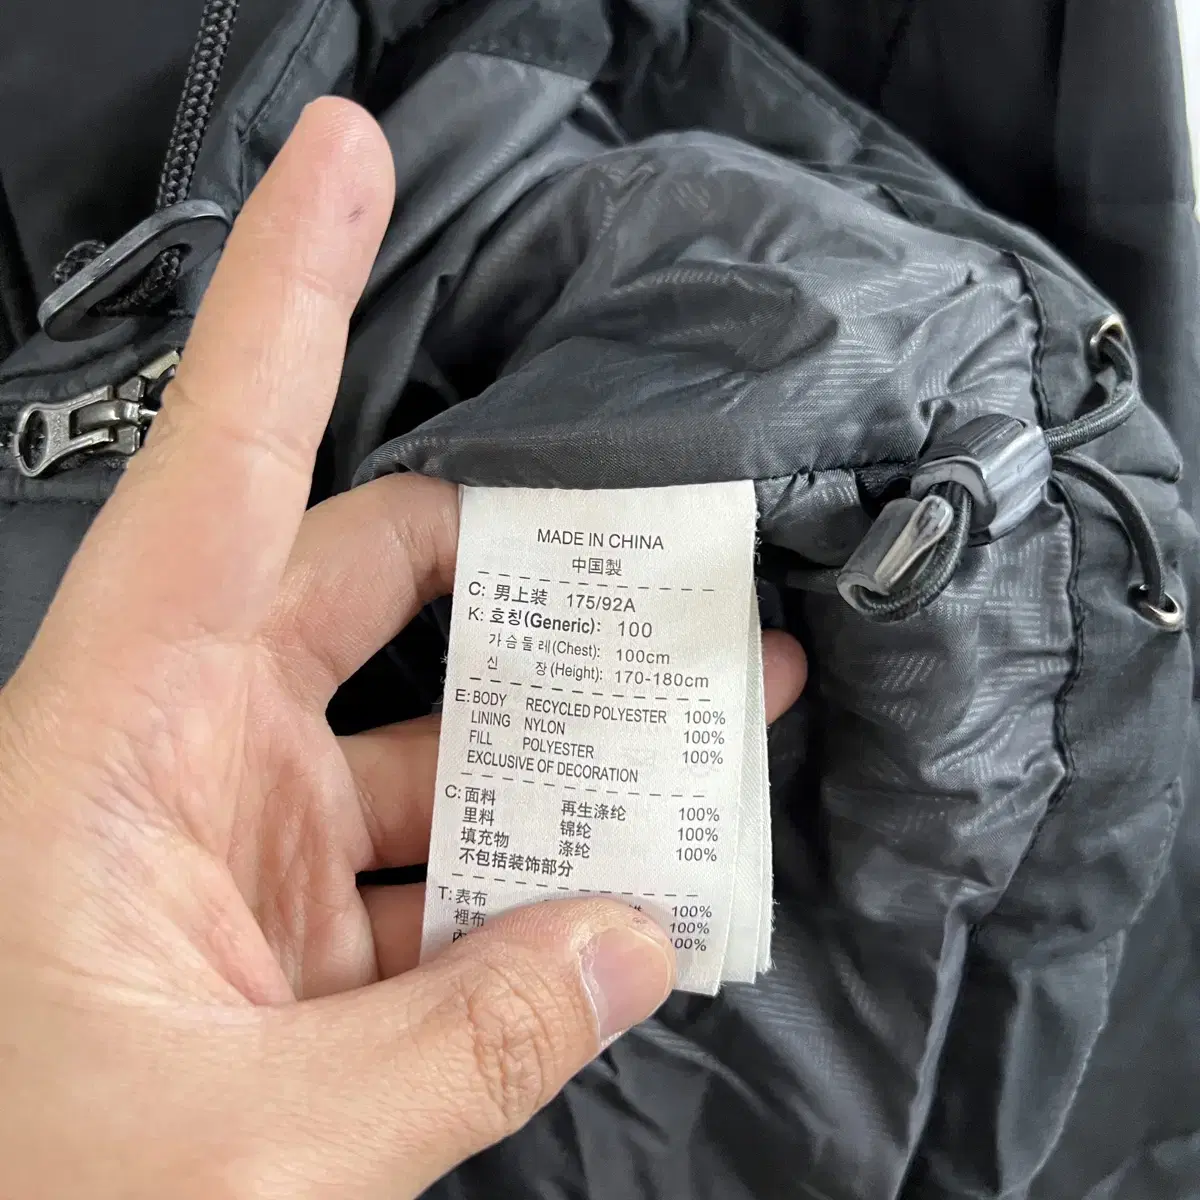 MADE IN CHINA
中国製
C: 男上装 175/92A
K: 호칭(Generic): 100
가슴둘레(Chest): 100cm
신 장(Height): 170-180cm
E: BODY RECYCLED POLYESTER 100%
LINING NYLON 100%
FILL POLYESTER 100%
EXCLUSIVE OF DECORATION
C: 面料 再生涤纶 100%
里料 锦纶 100%
填充物 涤纶 100%
不包括装饰部分
T: 表布 100%
裡布 100%
100%